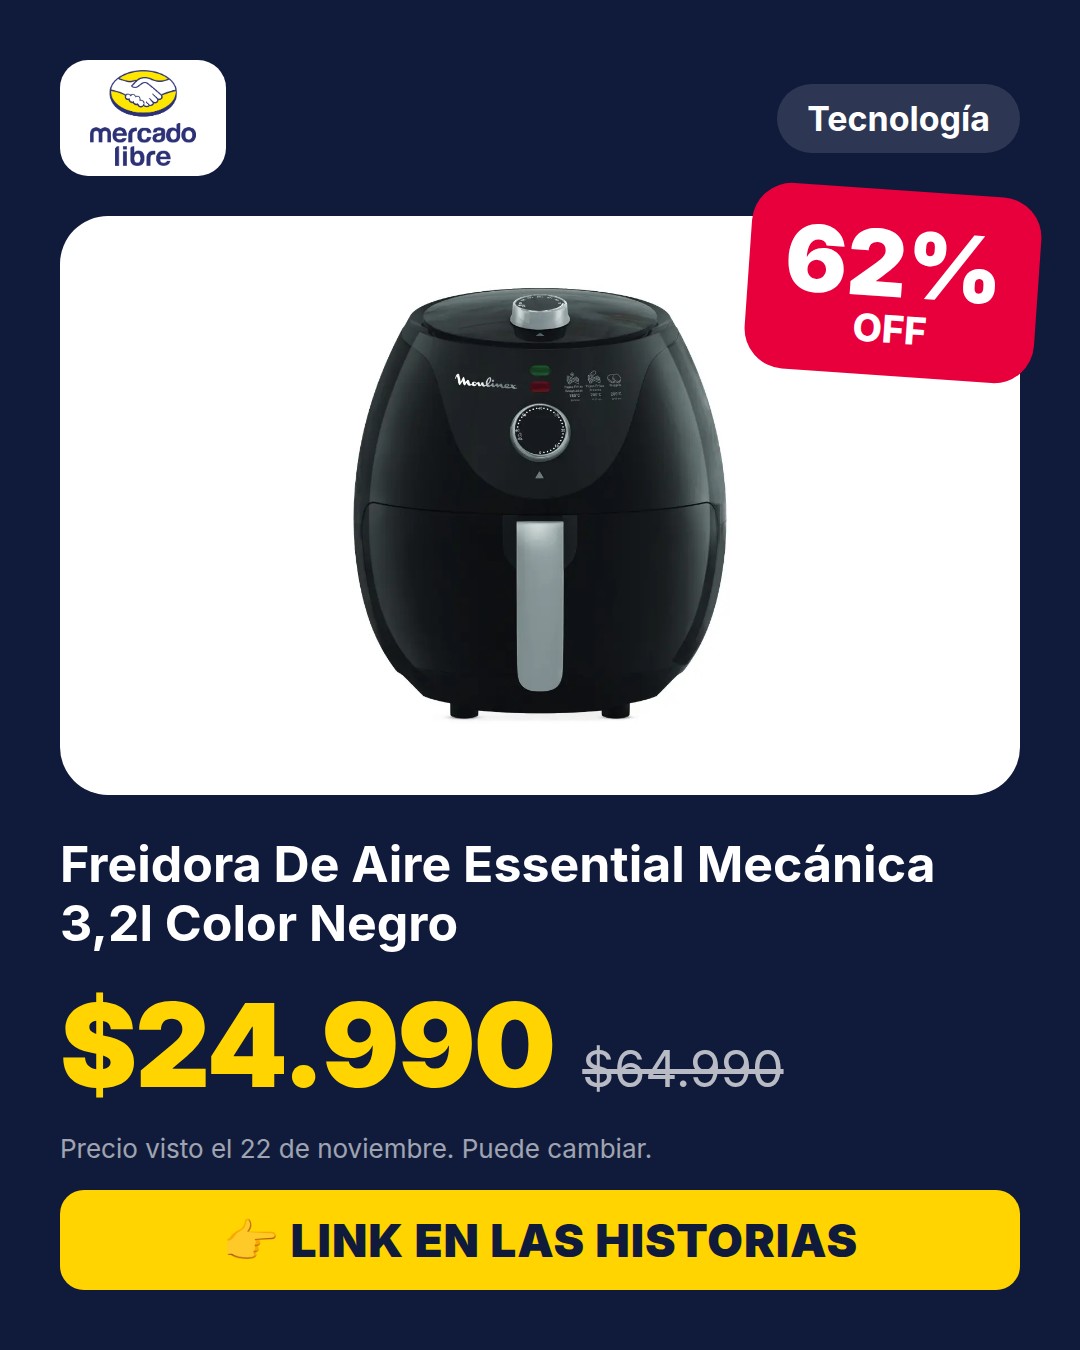 mercado
libre
Tecnología
62%
OFF
Moulinex
Freidora De Aire Essential Mecánica
3,2l Color Negro
$24.990 $64.990
Precio visto el 22 de noviembre. Puede cambiar.
👉 LINK EN LAS HISTORIAS